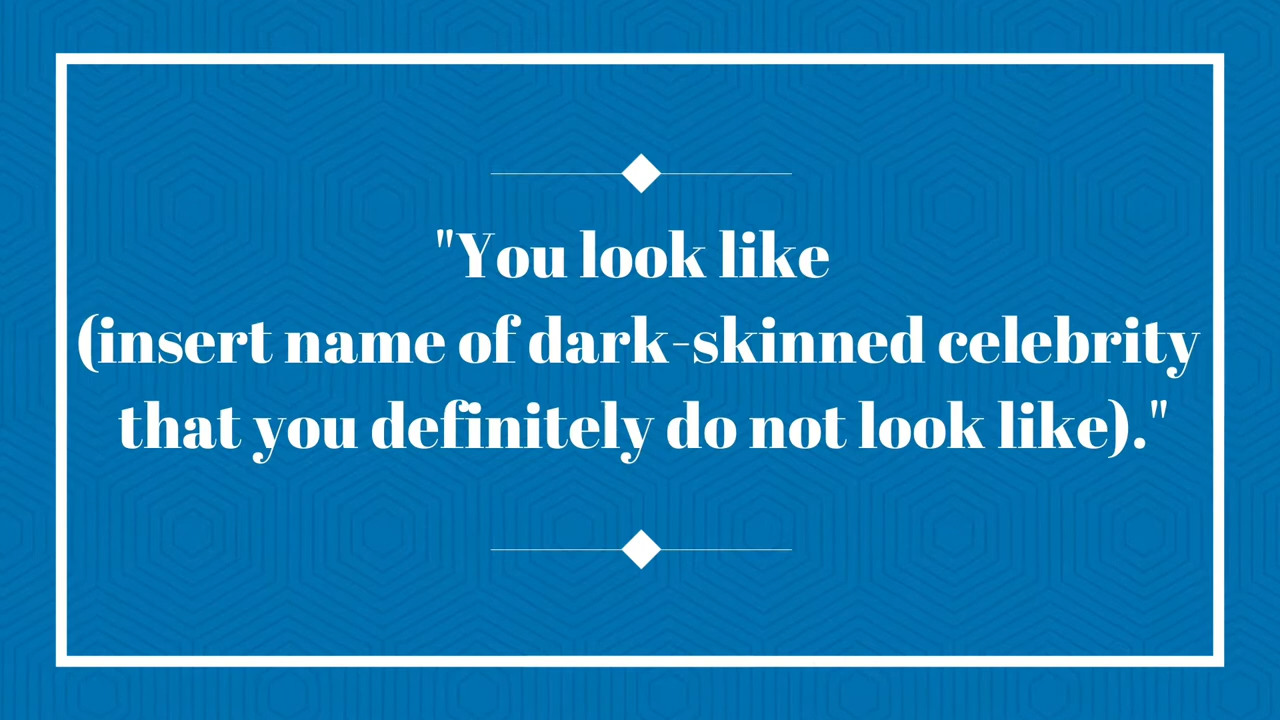 "You look like
(insert name of dark-skinned celebrity
that you definitely do not look like)."